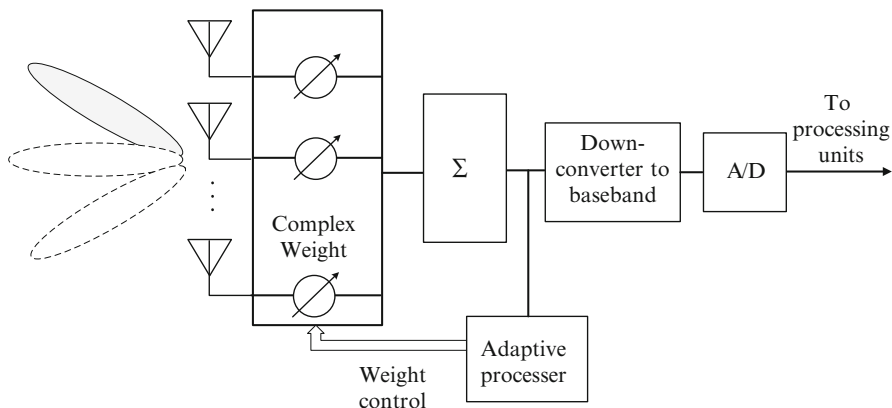 Complex
Weight
Σ
Down-
converter to
baseband
A/D
To
processing
units
Adaptive
processer
Weight
control